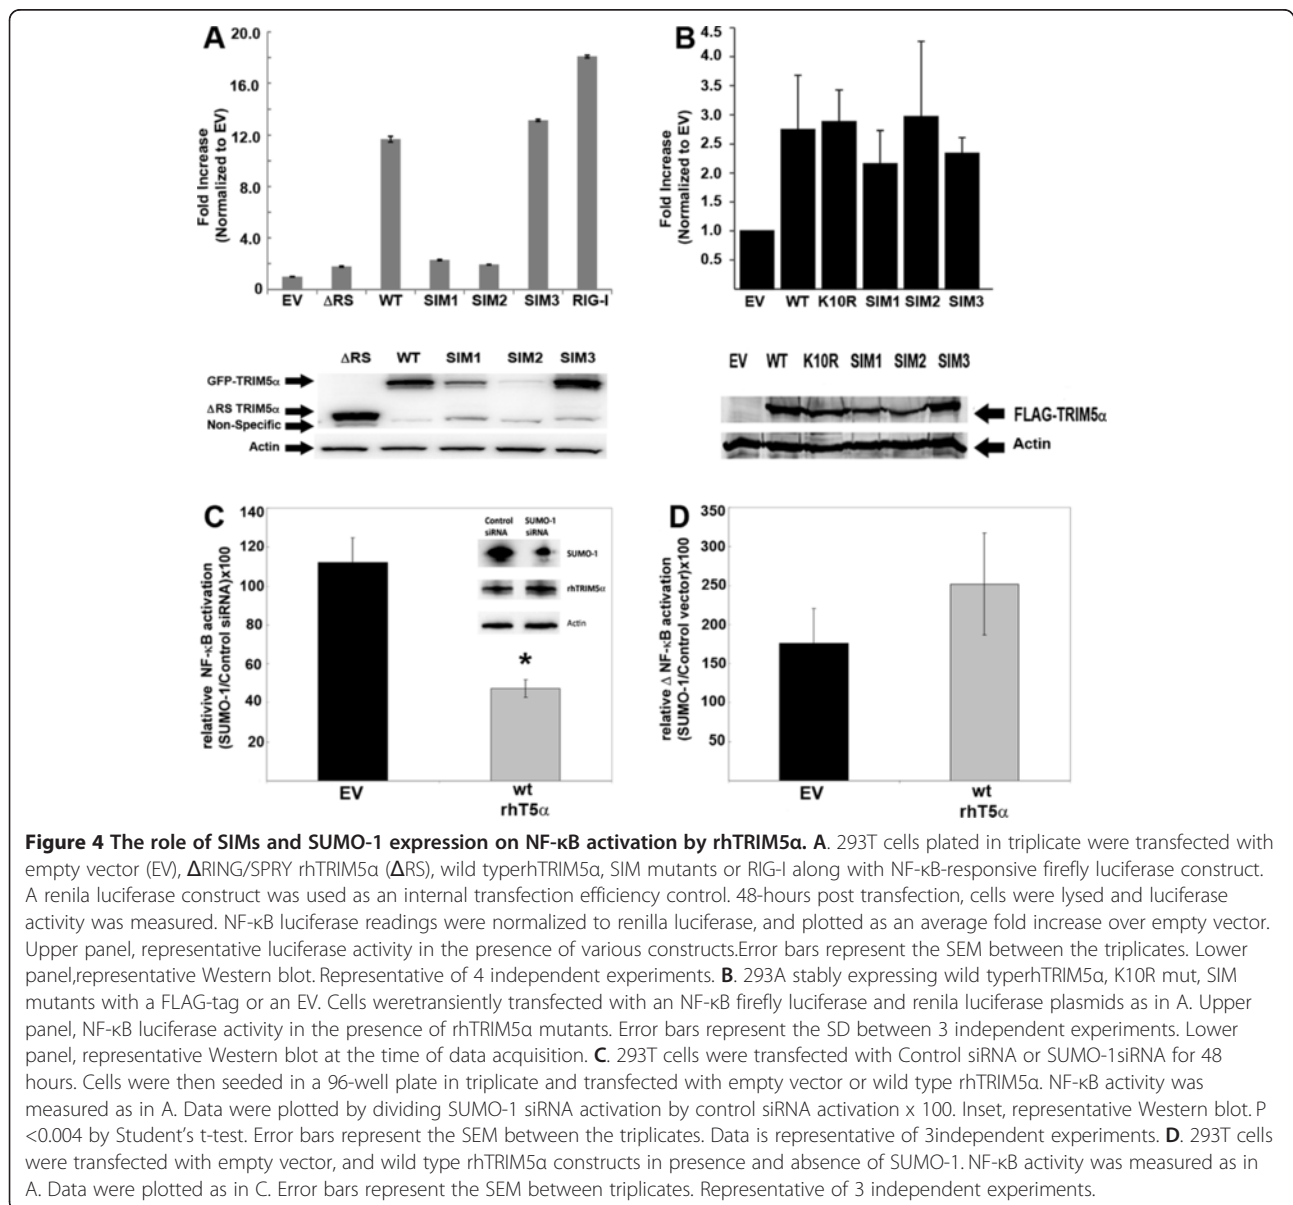 A
Fold Increase
(Normalized to EV)
20.0
16.0
12.0
8.0
4.0
0
EV ΔRS WT SIM1 SIM2 SIM3 RIG-I
ΔRS WT SIM1 SIM2 SIM3
GFP-TRIM5α
ΔRS TRIM5α
Non-Specific
Actin
B
Fold Increase
(Normalized to EV)
4.5
4.0
3.5
3.0
2.5
2.0
1.5
1.0
0.5
EV WT K10R SIM1 SIM2 SIM3
EV WT K10R SIM1 SIM2 SIM3
FLAG-TRIM5α
Actin
C
relative NF-κB activation
(SUMO-1/Control siRNA)x100
140
120
100
80
60
40
20
Control siRNA SUMO-1 siRNA
SUMO-1
rhTRIM5α
Actin
*
EV wt
rhT5α
D
relative Δ NF-κB activation
(SUMO-1/Control vector)x100
350
300
250
200
150
100
50
EV wt
rhT5α
Figure 4 The role of SIMs and SUMO-1 expression on NF-κB activation by rhTRIM5α. A. 293T cells plated in triplicate were transfected with
empty vector (EV), ΔRING/SPRY rhTRIM5α (ΔRS), wild typerhTRIM5α, SIM mutants or RIG-I along with NF-κB-responsive firefly luciferase construct.
A renila luciferase construct was used as an internal transfection efficiency control. 48-hours post transfection, cells were lysed and luciferase
activity was measured. NF-κB luciferase readings were normalized to renilla luciferase, and plotted as an average fold increase over empty vector.
Upper panel, representative luciferase activity in the presence of various constructs.Error bars represent the SEM between the triplicates. Lower
panel,representative Western blot. Representative of 4 independent experiments. B. 293A stably expressing wild typerhTRIM5α, K10R mut, SIM
mutants with a FLAG-tag or an EV. Cells weretransiently transfected with an NF-κB firefly luciferase and renila luciferase plasmids as in A. Upper
panel, NF-κB luciferase activity in the presence of rhTRIM5α mutants. Error bars represent the SD between 3 independent experiments. Lower
panel, representative Western blot at the time of data acquisition. C. 293T cells were transfected with Control siRNA or SUMO-1siRNA for 48
hours. Cells were then seeded in a 96-well plate in triplicate and transfected with empty vector or wild type rhTRIM5α. NF-κB activity was
measured as in A. Data were plotted by dividing SUMO-1 siRNA activation by control siRNA activation x 100. Inset, representative Western blot. P
<0.004 by Student's t-test. Error bars represent the SEM between the triplicates. Data is representative of 3independent experiments. D. 293T cells
were transfected with empty vector, and wild type rhTRIM5α constructs in presence and absence of SUMO-1. NF-κB activity was measured as in
A. Data were plotted as in C. Error bars represent the SEM between triplicates. Representative of 3 independent experiments.